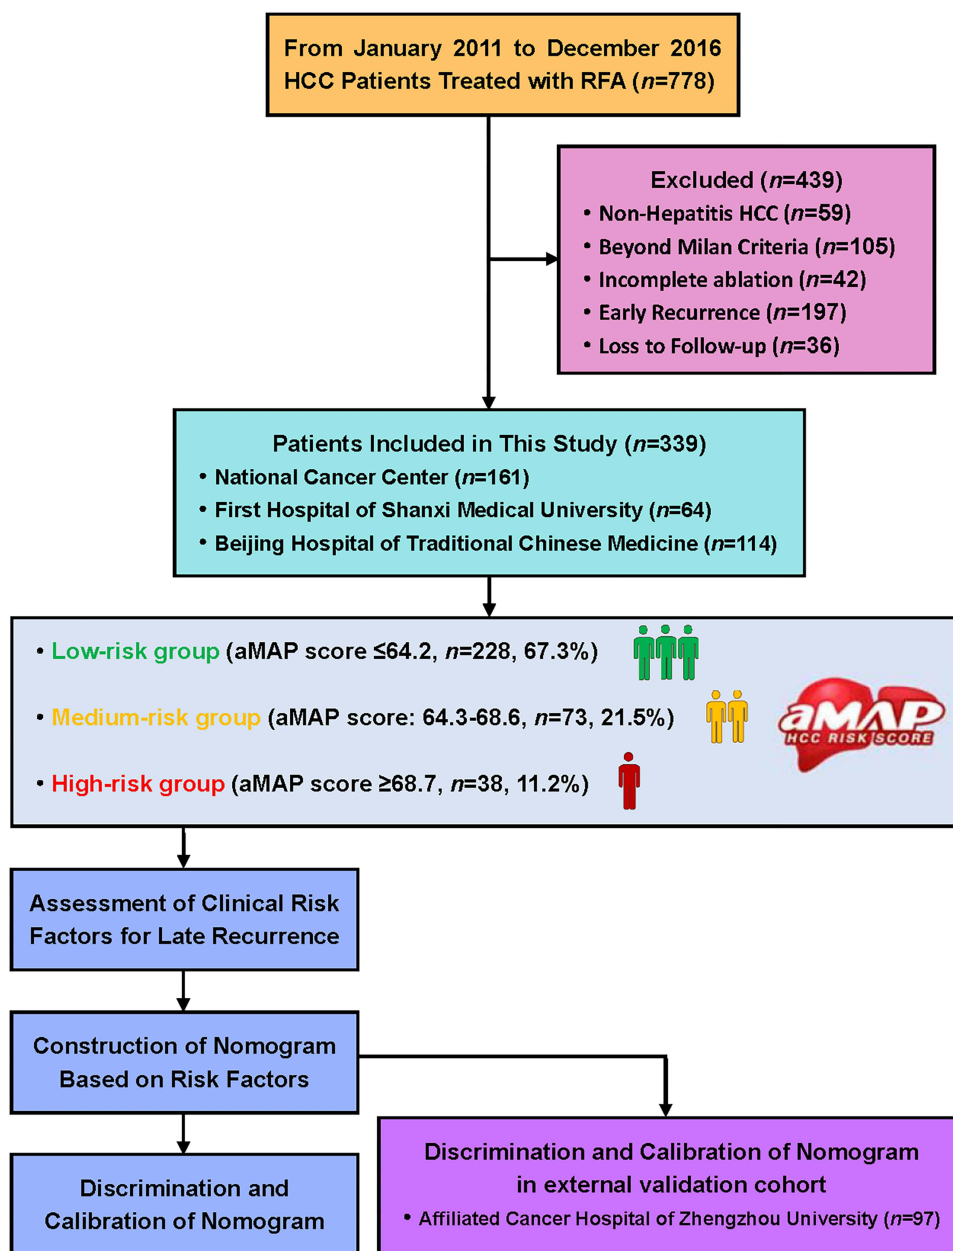 From January 2011 to December 2016
HCC Patients Treated with RFA (n=778)
Excluded (n=439)
• Non-Hepatitis HCC (n=59)
• Beyond Milan Criteria (n=105)
• Incomplete ablation (n=42)
• Early Recurrence (n=197)
• Loss to Follow-up (n=36)
Patients Included in This Study (n=339)
• National Cancer Center (n=161)
• First Hospital of Shanxi Medical University (n=64)
• Beijing Hospital of Traditional Chinese Medicine (n=114)
• Low-risk group (aMAP score ≤64.2, n=228, 67.3%)
• Medium-risk group (aMAP score: 64.3-68.6, n=73, 21.5%)
• High-risk group (aMAP score ≥68.7, n=38, 11.2%)
aMAP
HCC RISK SCORE
Assessment of Clinical Risk
Factors for Late Recurrence
Construction of Nomogram
Based on Risk Factors
Discrimination and
Calibration of Nomogram
Discrimination and Calibration of Nomogram
in external validation cohort
• Affiliated Cancer Hospital of Zhengzhou University (n=97)